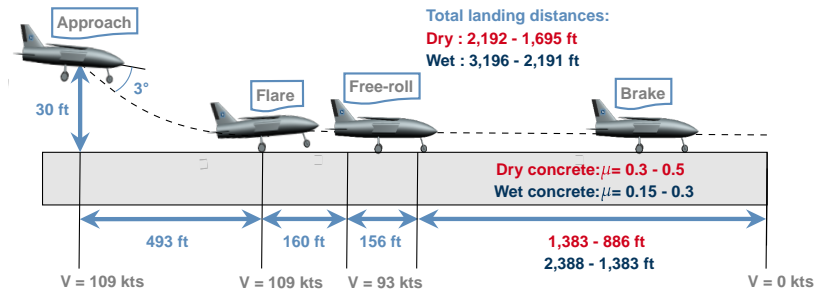 Approach
Total landing distances:
Dry : 2,192 - 1,695 ft
Wet : 3,196 - 2,191 ft
3°
30 ft
Flare
Free-roll
Brake
Dry concrete:μ= 0.3 - 0.5
Wet concrete:μ= 0.15 - 0.3
493 ft
160 ft
156 ft
1,383 - 886 ft
2,388 - 1,383 ft
V = 109 kts
V = 109 kts
V = 93 kts
V = 0 kts